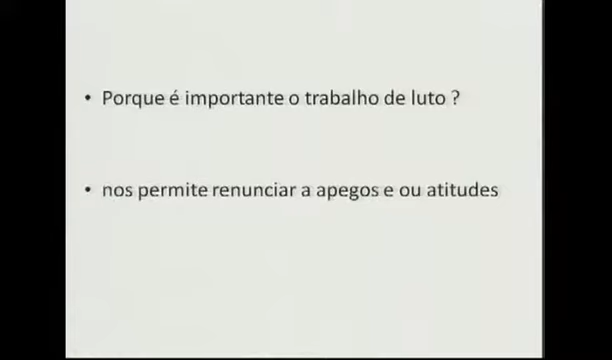 • Porque é importante o trabalho de luto ?
• nos permite renunciar a apegos e ou atitudes